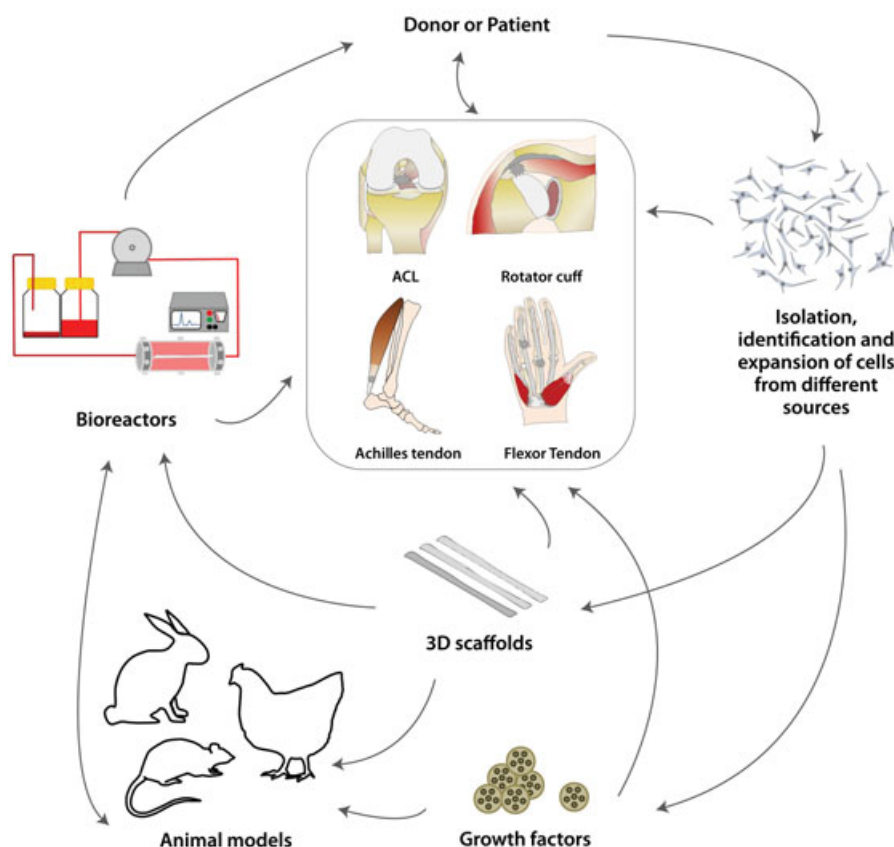 Donor or Patient
ACL
Rotator cuff
Achilles tendon
Flexor Tendon
Isolation,
identification and
expansion of cells
from different
sources
Bioreactors
3D scaffolds
Animal models
Growth factors